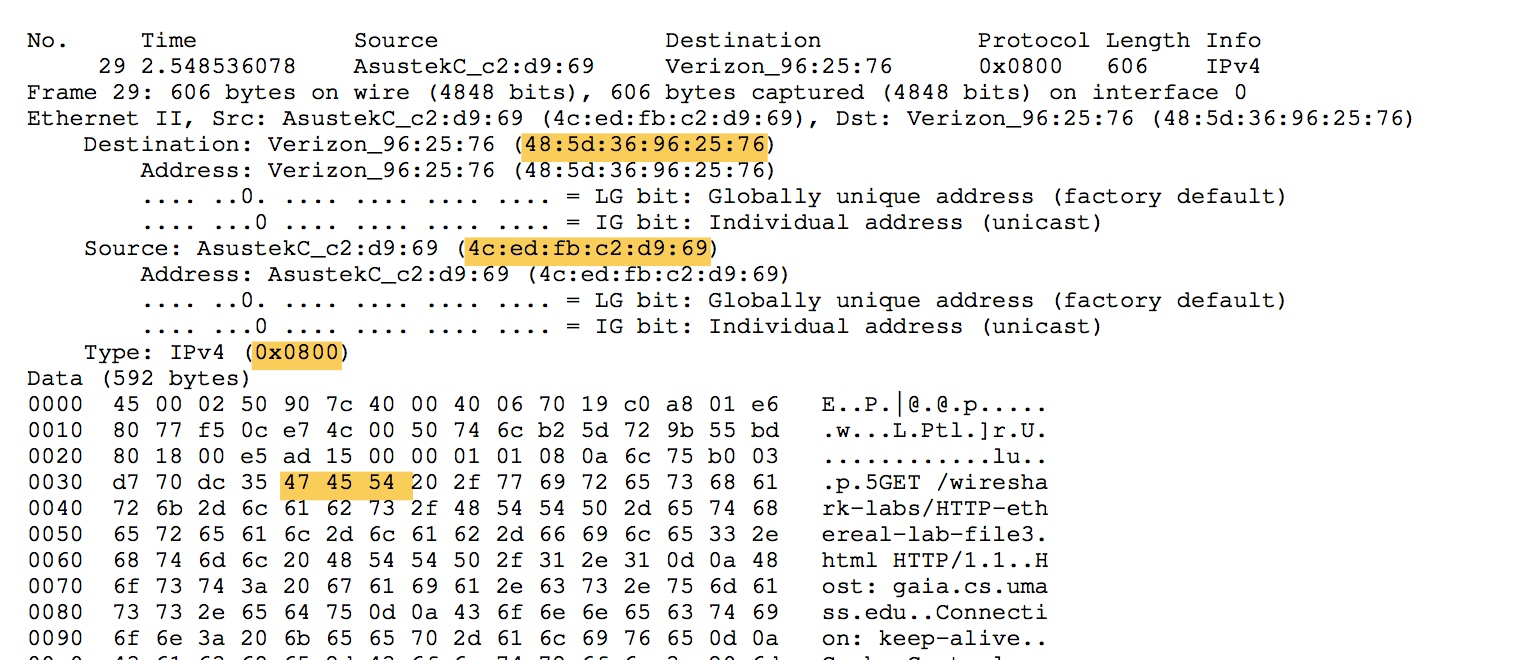 No. Time Source Destination Protocol Length Info
29 2.548536078 AsustekC_c2:d9:69 Verizon_96:25:76 0x0800 606 IPv4
Frame 29: 606 bytes on wire (4848 bits), 606 bytes captured (4848 bits) on interface 0
Ethernet II, Src: AsustekC_c2:d9:69 (4c:ed:fb:c2:d9:69), Dst: Verizon_96:25:76 (48:5d:36:96:25:76)
Destination: Verizon_96:25:76 (48:5d:36:96:25:76)
Address: Verizon_96:25:76 (48:5d:36:96:25:76)
.... ..0. .... .... .... .... = LG bit: Globally unique address (factory default)
.... ...0 .... .... .... .... = IG bit: Individual address (unicast)
Source: AsustekC_c2:d9:69 (4c:ed:fb:c2:d9:69)
Address: AsustekC_c2:d9:69 (4c:ed:fb:c2:d9:69)
.... ..0. .... .... .... .... = LG bit: Globally unique address (factory default)
.... ...0 .... .... .... .... = IG bit: Individual address (unicast)
Type: IPv4 (0x0800)
Data (592 bytes)
0000 45 00 02 50 90 7c 40 00 40 06 70 19 c0 a8 01 e6 E..P.|@.@.p.....
0010 80 77 f5 0c e7 4c 00 50 74 6c b2 5d 72 9b 55 bd .w...L.Ptl.]r.U.
0020 80 18 00 e5 ad 15 00 00 01 01 08 0a 6c 75 b0 03 ............lu..
0030 d7 70 dc 35 47 45 54 20 2f 77 69 72 65 73 68 61 .p.5GET /wiresha
0040 72 6b 2d 6c 61 62 73 2f 48 54 54 50 2d 65 74 68 rk-labs/HTTP-eth
0050 65 72 65 61 6c 2d 6c 61 62 2d 66 69 6c 65 33 2e ereal-lab-file3.
0060 68 74 6d 6c 20 48 54 54 50 2f 31 2e 31 0d 0a 48 html HTTP/1.1..H
0070 6f 73 74 3a 20 67 61 69 61 2e 63 73 2e 75 6d 61 ost: gaia.cs.uma
0080 73 73 2e 65 64 75 0d 0a 43 6f 6e 6e 65 63 74 69 ss.edu..Connecti
0090 6f 6e 3a 20 6b 65 65 70 2d 61 6c 69 76 65 0d 0a on: keep-alive..